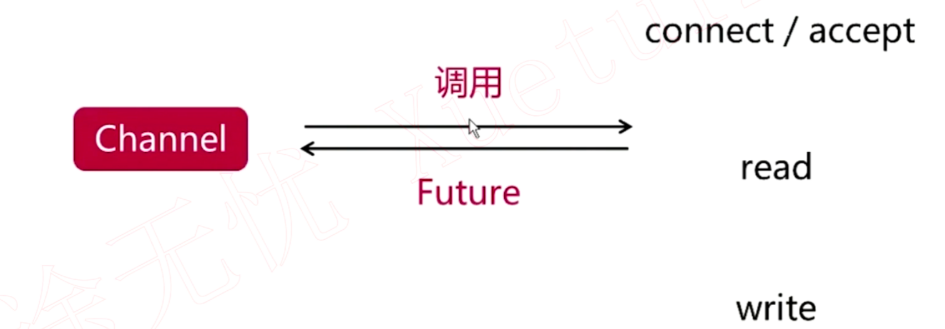 connect / accept
调用
Channel
read
Future
write